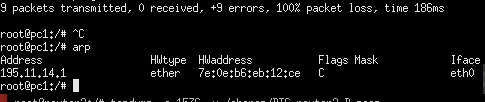 9 packets transmitted, 0 received, +9 errors, 100% packet loss, time 186ms
root@pc1:/# ^C
root@pc1:/# arp
Address HWtype HWaddress Flags Mask Iface
195.11.14.1 ether 7e:0e:b6:eb:12:ce C eth0
root@pc1:/#